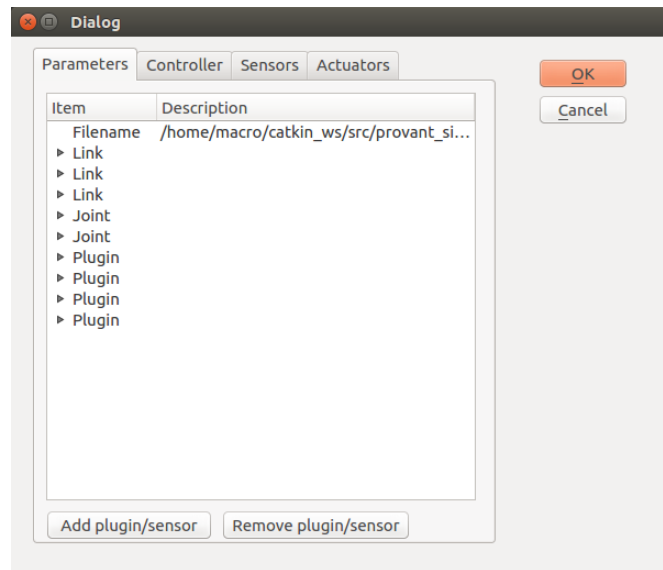 Dialog
Parameters Controller Sensors Actuators
OK
Cancel
Item Description
Filename /home/macro/catkin_ws/src/provant_si...
Link
Link
Link
Joint
Joint
Plugin
Plugin
Plugin
Plugin
Add plugin/sensor Remove plugin/sensor